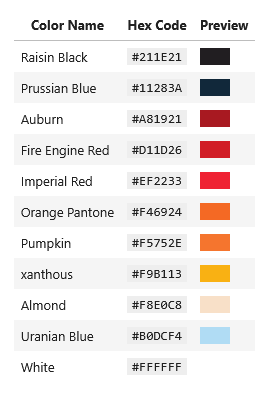 Color Name Hex Code Preview
Raisin Black #211E21
Prussian Blue #11283A
Auburn #A81921
Fire Engine Red #D11D26
Imperial Red #EF2233
Orange Pantone #F46924
Pumpkin #F5752E
xanthous #F9B113
Almond #F8E0C8
Uranian Blue #B0DCF4
White #FFFFFF